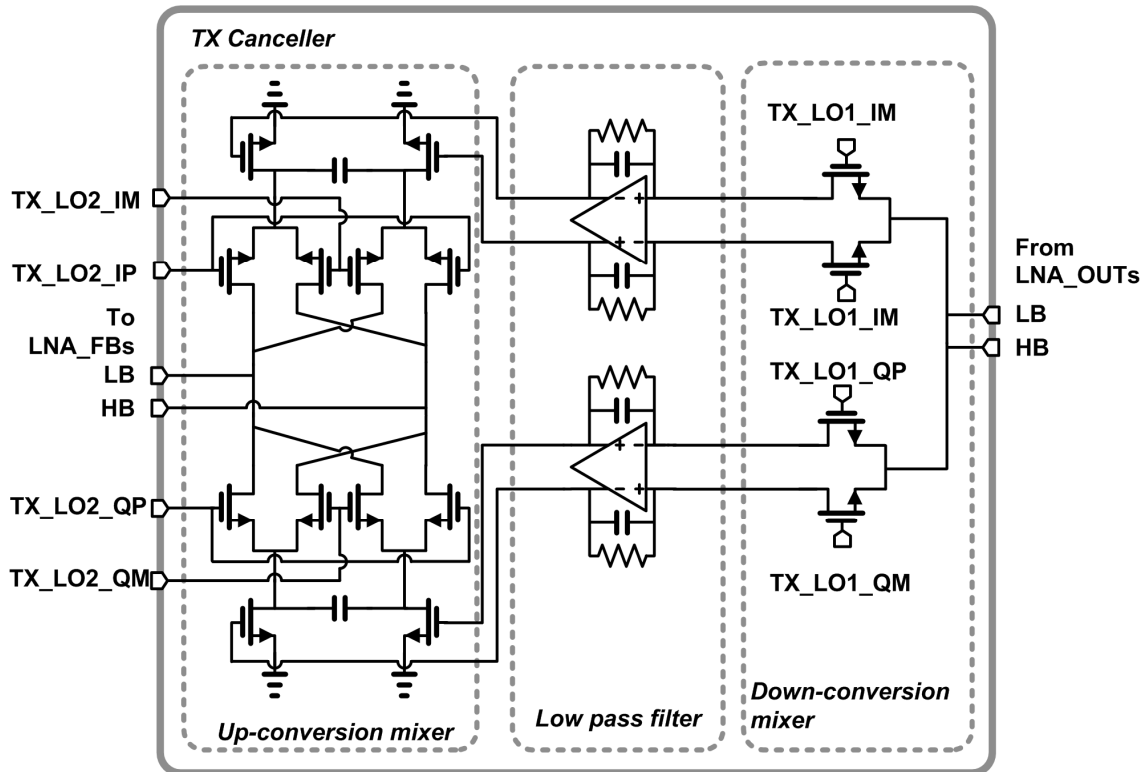 TX Canceller
TX_LO1_IM
TX_LO2_IM
TX_LO2_IP
To
LNA_FBs
LB
HB
TX_LO2_QP
TX_LO2_QM
- +
+ -
+ -
- +
TX_LO1_IM
TX_LO1_QP
TX_LO1_QM
From
LNA_OUTs
LB
HB
Up-conversion mixer
Low pass filter
Down-conversion
mixer